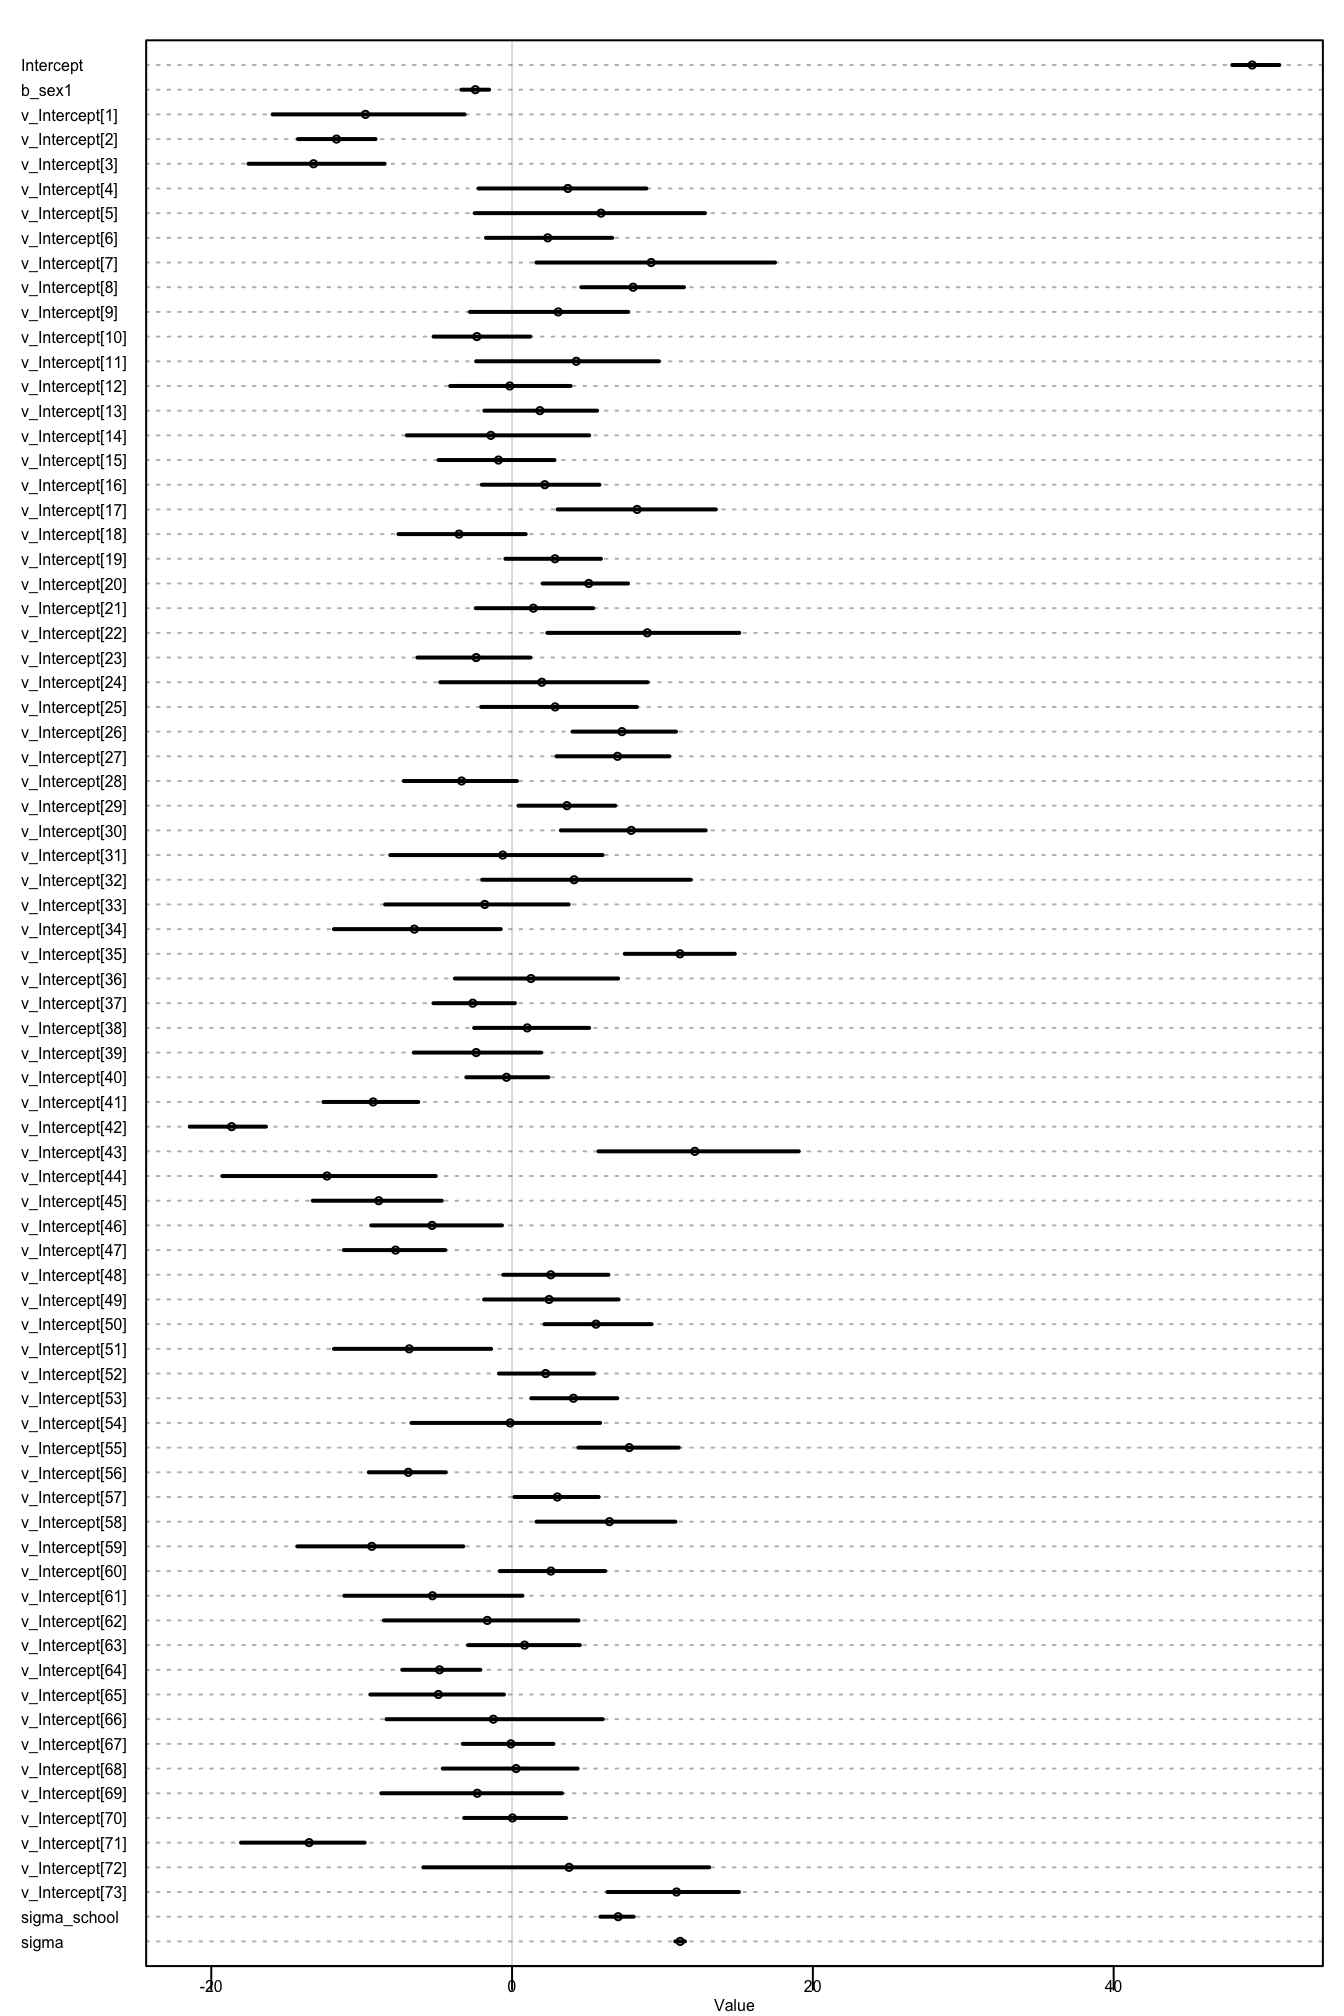 Intercept
b_sex1
v_Intercept[1]
v_Intercept[2]
v_Intercept[3]
v_Intercept[4]
v_Intercept[5]
v_Intercept[6]
v_Intercept[7]
v_Intercept[8]
v_Intercept[9]
v_Intercept[10]
v_Intercept[11]
v_Intercept[12]
v_Intercept[13]
v_Intercept[14]
v_Intercept[15]
v_Intercept[16]
v_Intercept[17]
v_Intercept[18]
v_Intercept[19]
v_Intercept[20]
v_Intercept[21]
v_Intercept[22]
v_Intercept[23]
v_Intercept[24]
v_Intercept[25]
v_Intercept[26]
v_Intercept[27]
v_Intercept[28]
v_Intercept[29]
v_Intercept[30]
v_Intercept[31]
v_Intercept[32]
v_Intercept[33]
v_Intercept[34]
v_Intercept[35]
v_Intercept[36]
v_Intercept[37]
v_Intercept[38]
v_Intercept[39]
v_Intercept[40]
v_Intercept[41]
v_Intercept[42]
v_Intercept[43]
v_Intercept[44]
v_Intercept[45]
v_Intercept[46]
v_Intercept[47]
v_Intercept[48]
v_Intercept[49]
v_Intercept[50]
v_Intercept[51]
v_Intercept[52]
v_Intercept[53]
v_Intercept[54]
v_Intercept[55]
v_Intercept[56]
v_Intercept[57]
v_Intercept[58]
v_Intercept[59]
v_Intercept[60]
v_Intercept[61]
v_Intercept[62]
v_Intercept[63]
v_Intercept[64]
v_Intercept[65]
v_Intercept[66]
v_Intercept[67]
v_Intercept[68]
v_Intercept[69]
v_Intercept[70]
v_Intercept[71]
v_Intercept[72]
v_Intercept[73]
sigma_school
sigma
-20 0 20 40
Value